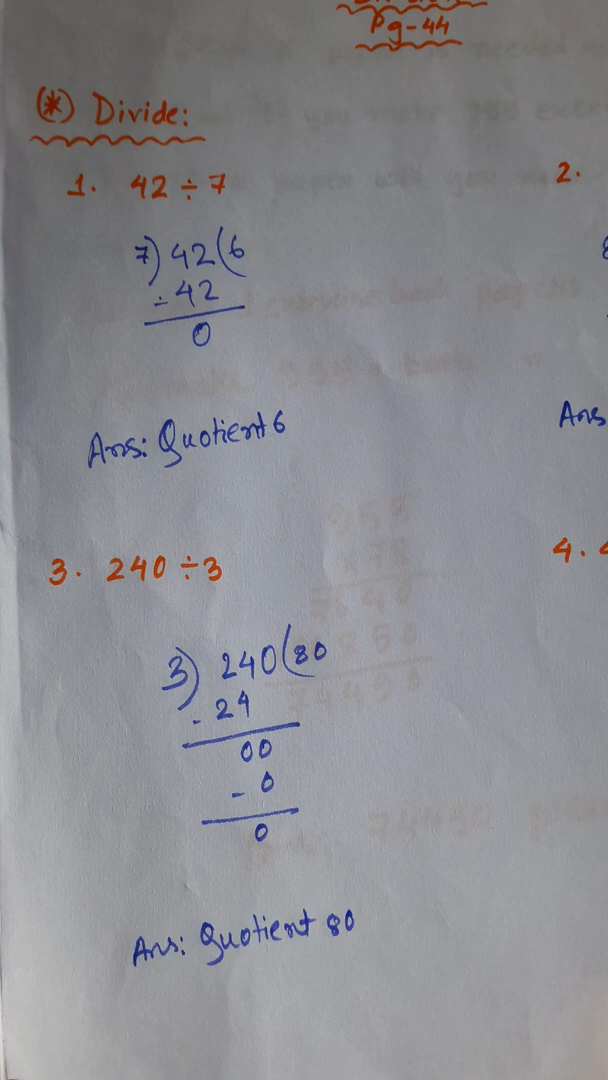 Pg-44
(*) Divide:
1. 42 ÷ 7
2.
7) 42 (6
- 42
0
Ans: Quotient 6
Ans
3. 240 ÷ 3
4.
3) 240 (80
- 24
00
- 0
0
Ans: Quotient 80